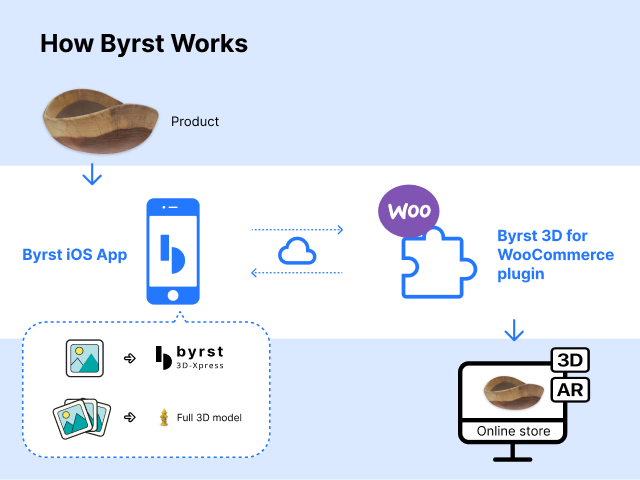 How Byrst Works
Product
Byrst iOS App
Woo
Byrst 3D for
WooCommerce
plugin
byrst
3D-Xpress
Full 3D model
3D
AR
Online store